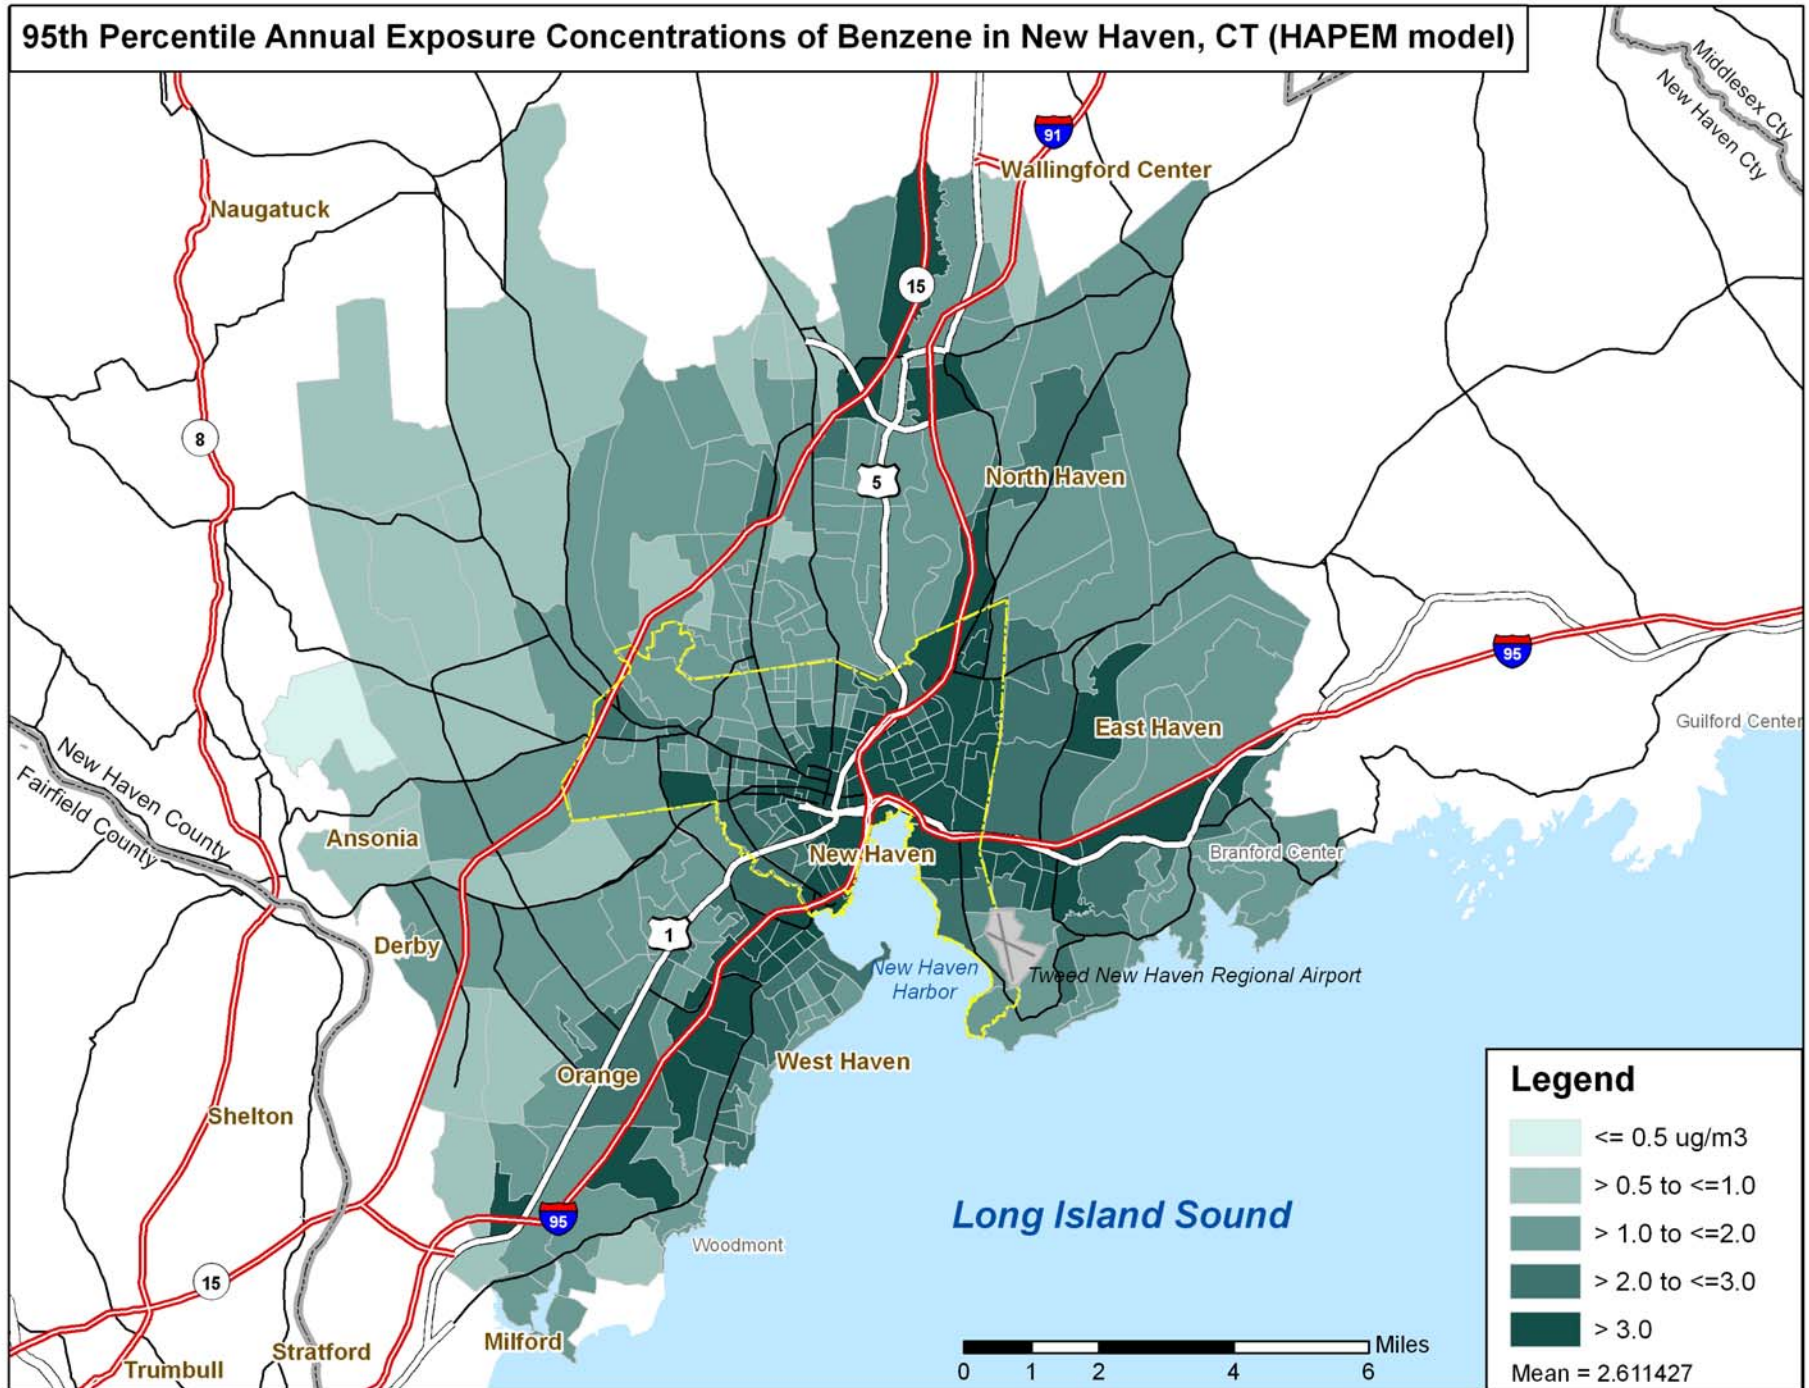 95th Percentile Annual Exposure Concentrations of Benzene in New Haven, CT (HAPEM model)
Middlesex Cty
New Haven Cty
91
Wallingford Center
Naugatuck
15
8
5
North Haven
95
East Haven
Guilford Center
New Haven County
Fairfield County
Ansonia
New Haven
Branford Center
1
Derby
New Haven
Harbor
Tweed New Haven Regional Airport
West Haven
Orange
Shelton
Long Island Sound
95
Woodmont
15
Milford
Stratford
Trumbull
Miles
0 1 2 4 6
Legend
<= 0.5 ug/m3
> 0.5 to <=1.0
> 1.0 to <=2.0
> 2.0 to <=3.0
> 3.0
Mean = 2.611427